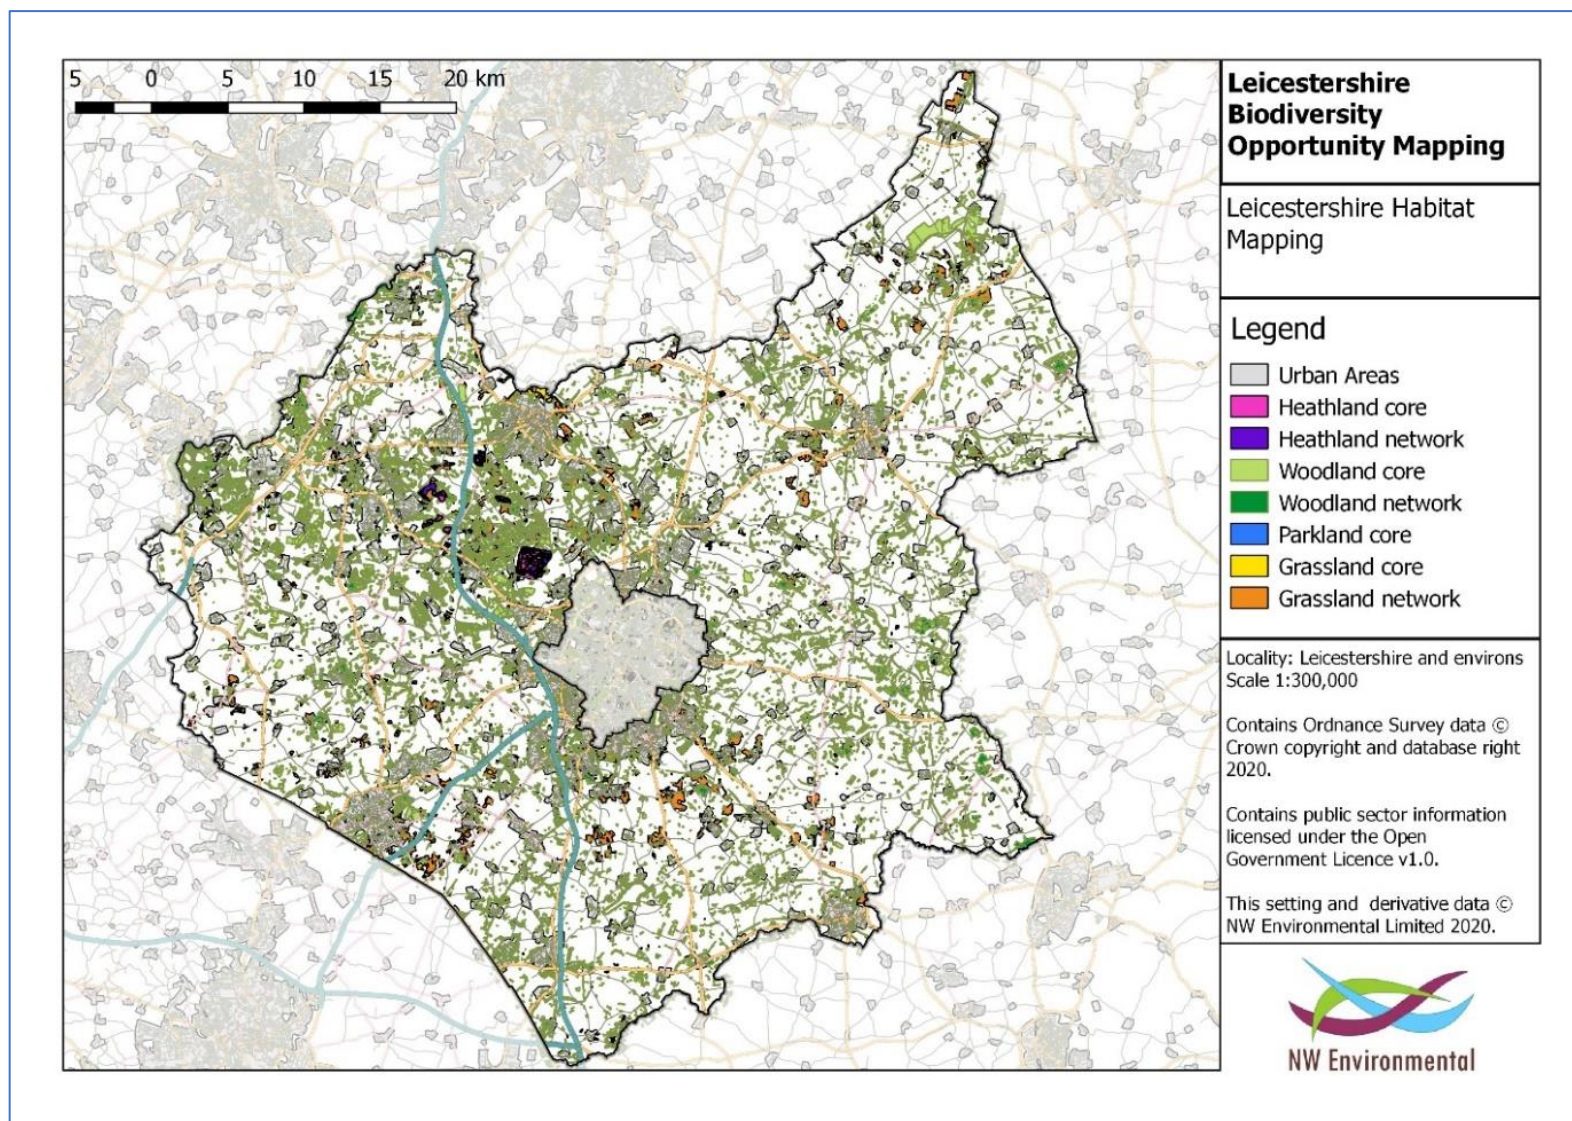 5 0 5 10 15 20 km
Leicestershire
Biodiversity
Opportunity Mapping
Leicestershire Habitat
Mapping
Legend
Urban Areas
Heathland core
Heathland network
Woodland core
Woodland network
Parkland core
Grassland core
Grassland network
Locality: Leicestershire and environs
Scale 1:300,000
Contains Ordnance Survey data ©
Crown copyright and database right
2020.
Contains public sector information
licensed under the Open
Government Licence v1.0.
This setting and derivative data ©
NW Environmental Limited 2020.
NW Environmental